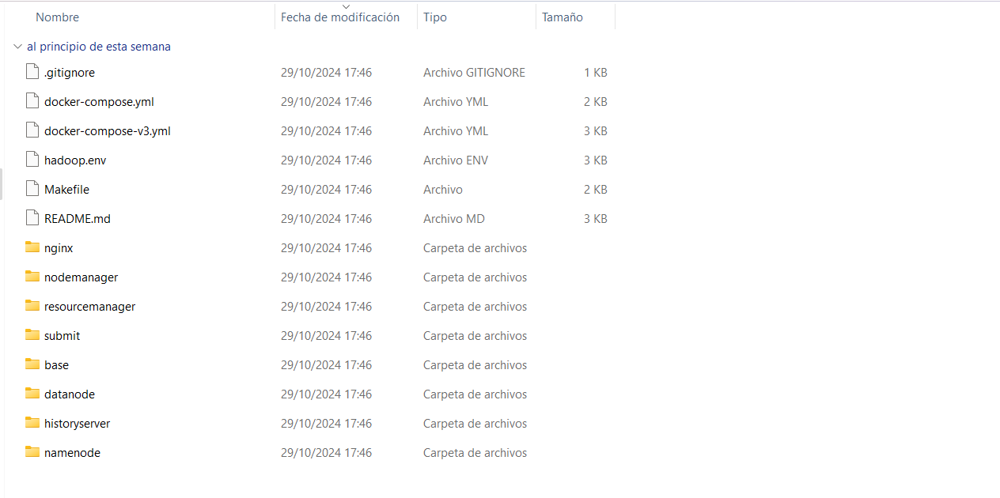 Nombre Fecha de modificación Tipo Tamaño
al principio de esta semana
.gitignore 29/10/2024 17:46 Archivo GITIGNORE 1 KB
docker-compose.yml 29/10/2024 17:46 Archivo YML 2 KB
docker-compose-v3.yml 29/10/2024 17:46 Archivo YML 3 KB
hadoop.env 29/10/2024 17:46 Archivo ENV 3 KB
Makefile 29/10/2024 17:46 Archivo 2 KB
README.md 29/10/2024 17:46 Archivo MD 3 KB
nginx 29/10/2024 17:46 Carpeta de archivos
nodemanager 29/10/2024 17:46 Carpeta de archivos
resourcemanager 29/10/2024 17:46 Carpeta de archivos
submit 29/10/2024 17:46 Carpeta de archivos
base 29/10/2024 17:46 Carpeta de archivos
datanode 29/10/2024 17:46 Carpeta de archivos
historyserver 29/10/2024 17:46 Carpeta de archivos
namenode 29/10/2024 17:46 Carpeta de archivos